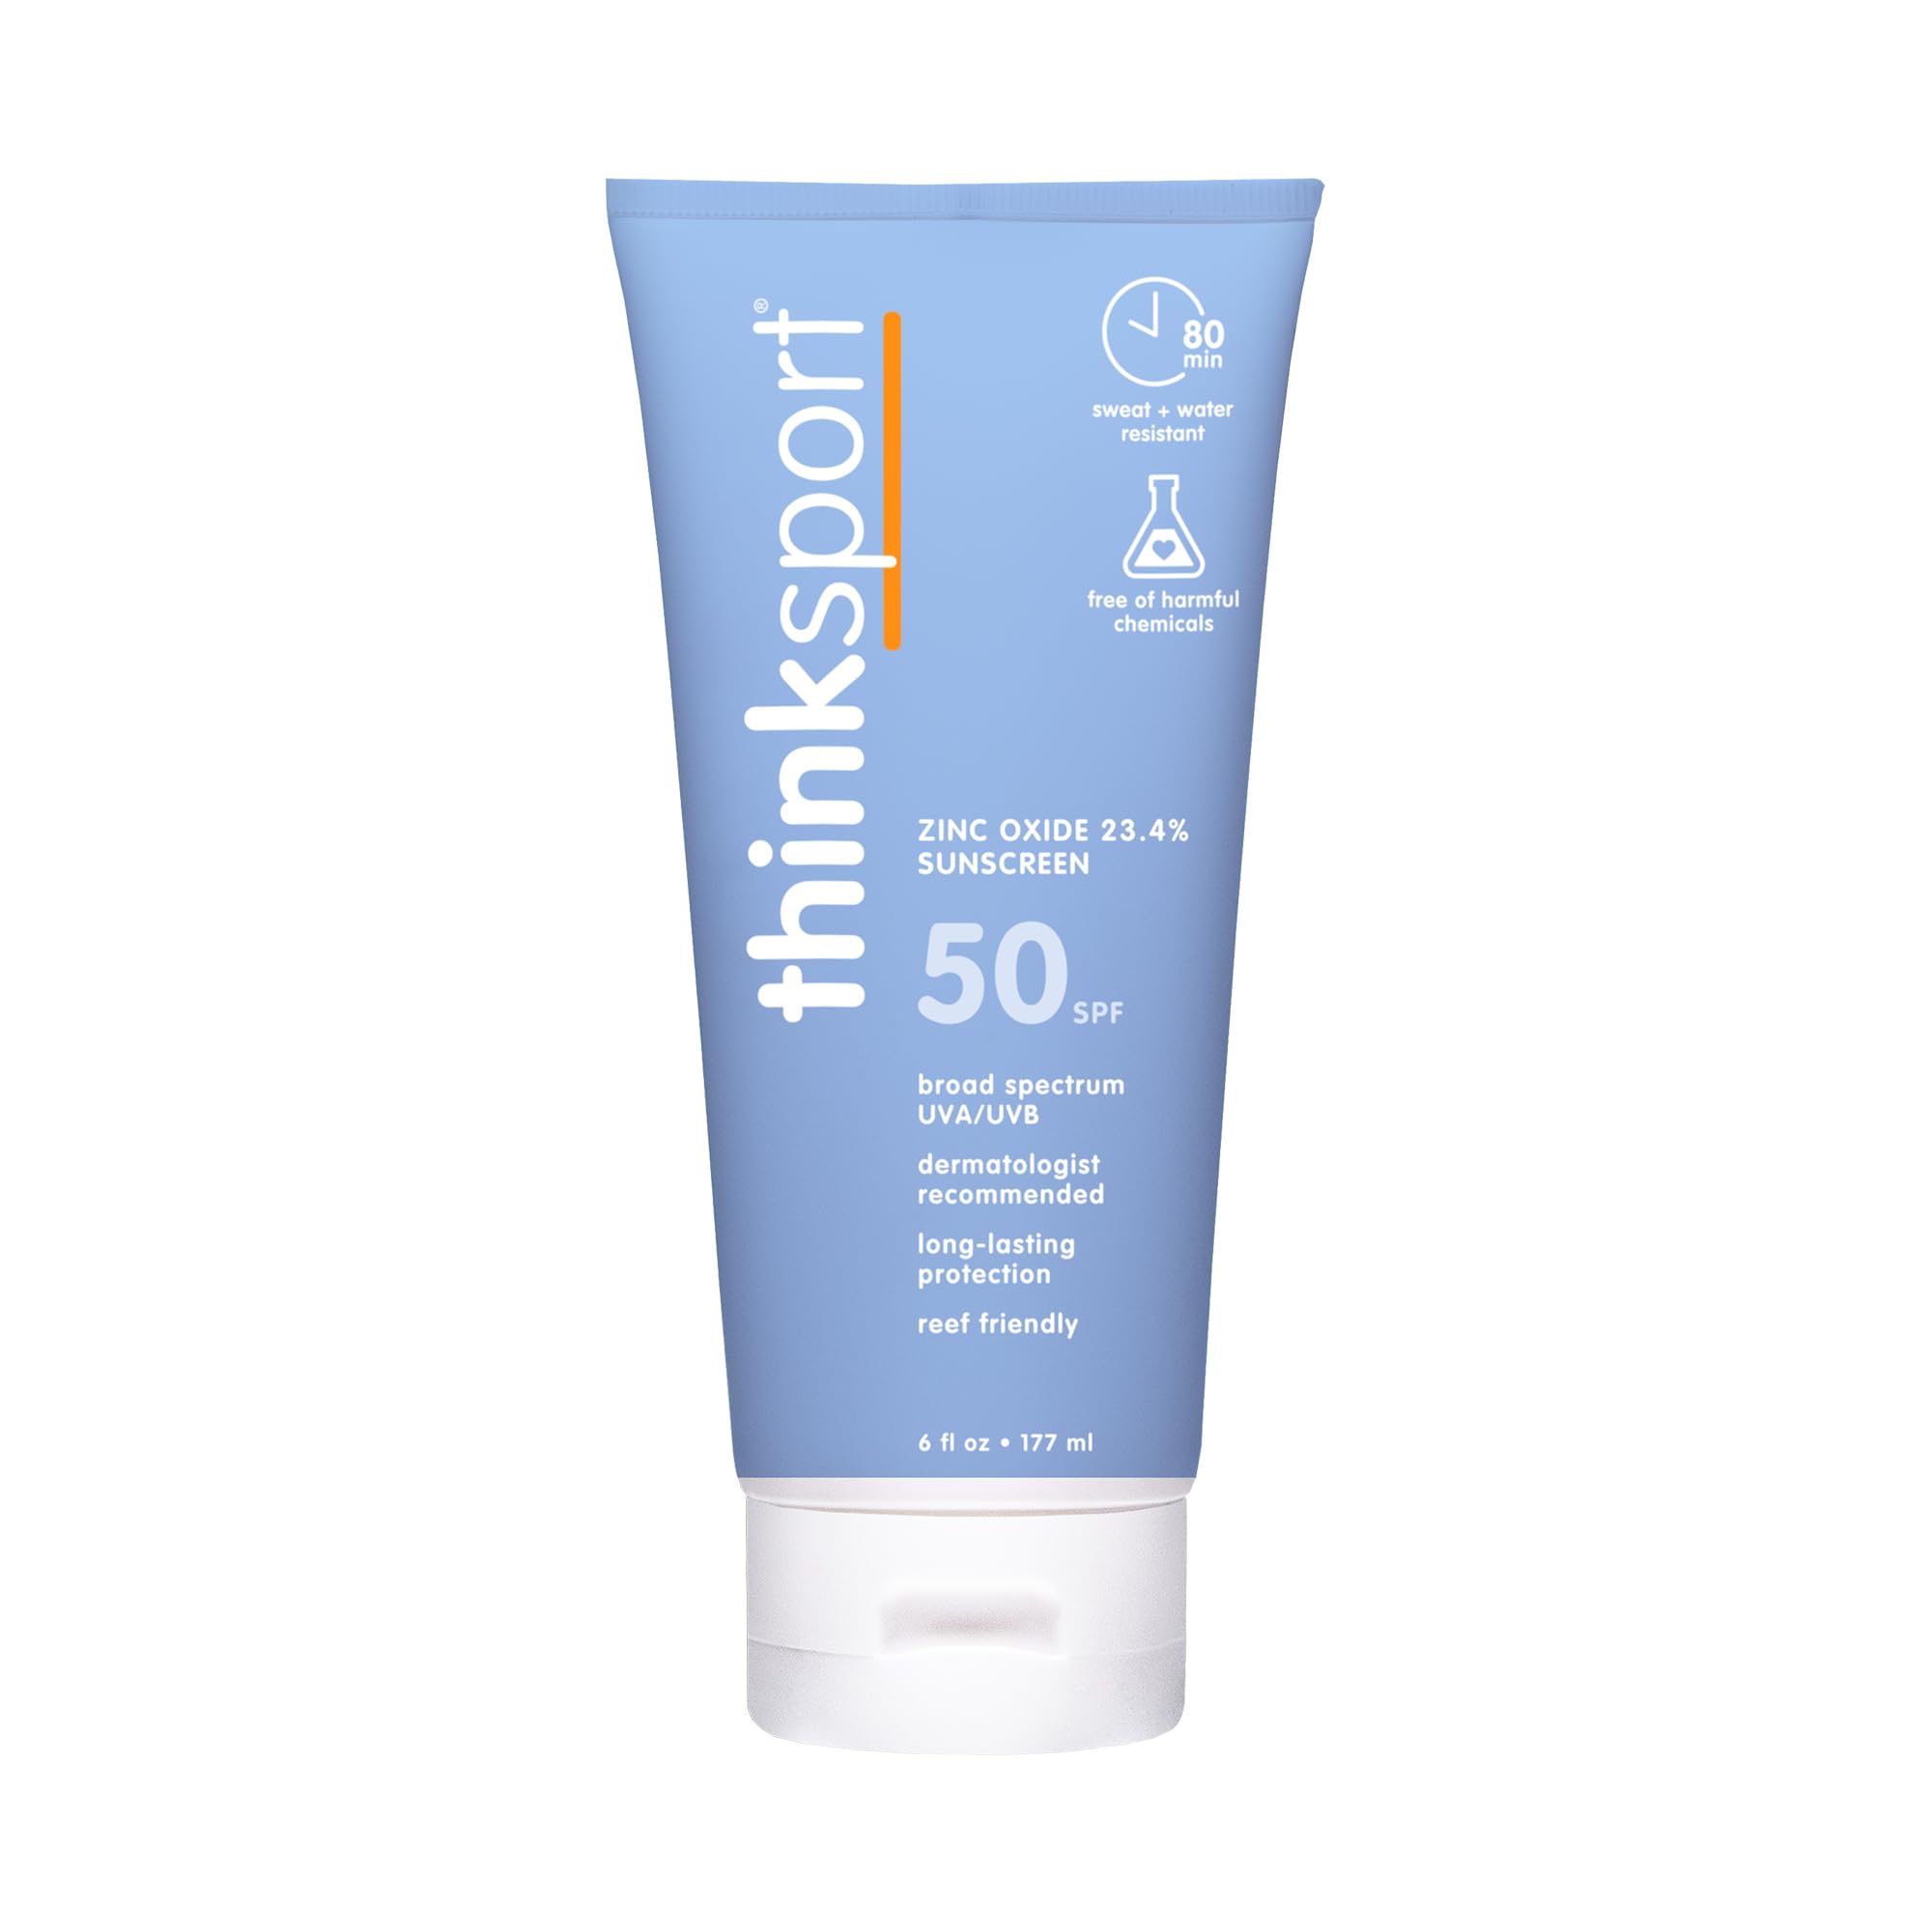 thinksport®
80
min
sweat + water
resistant
free of harmful
chemicals
ZINC OXIDE 23.4%
SUNSCREEN
50 SPF
broad spectrum
UVA/UVB
dermatologist
recommended
long-lasting
protection
reef friendly
6 fl oz • 177 ml